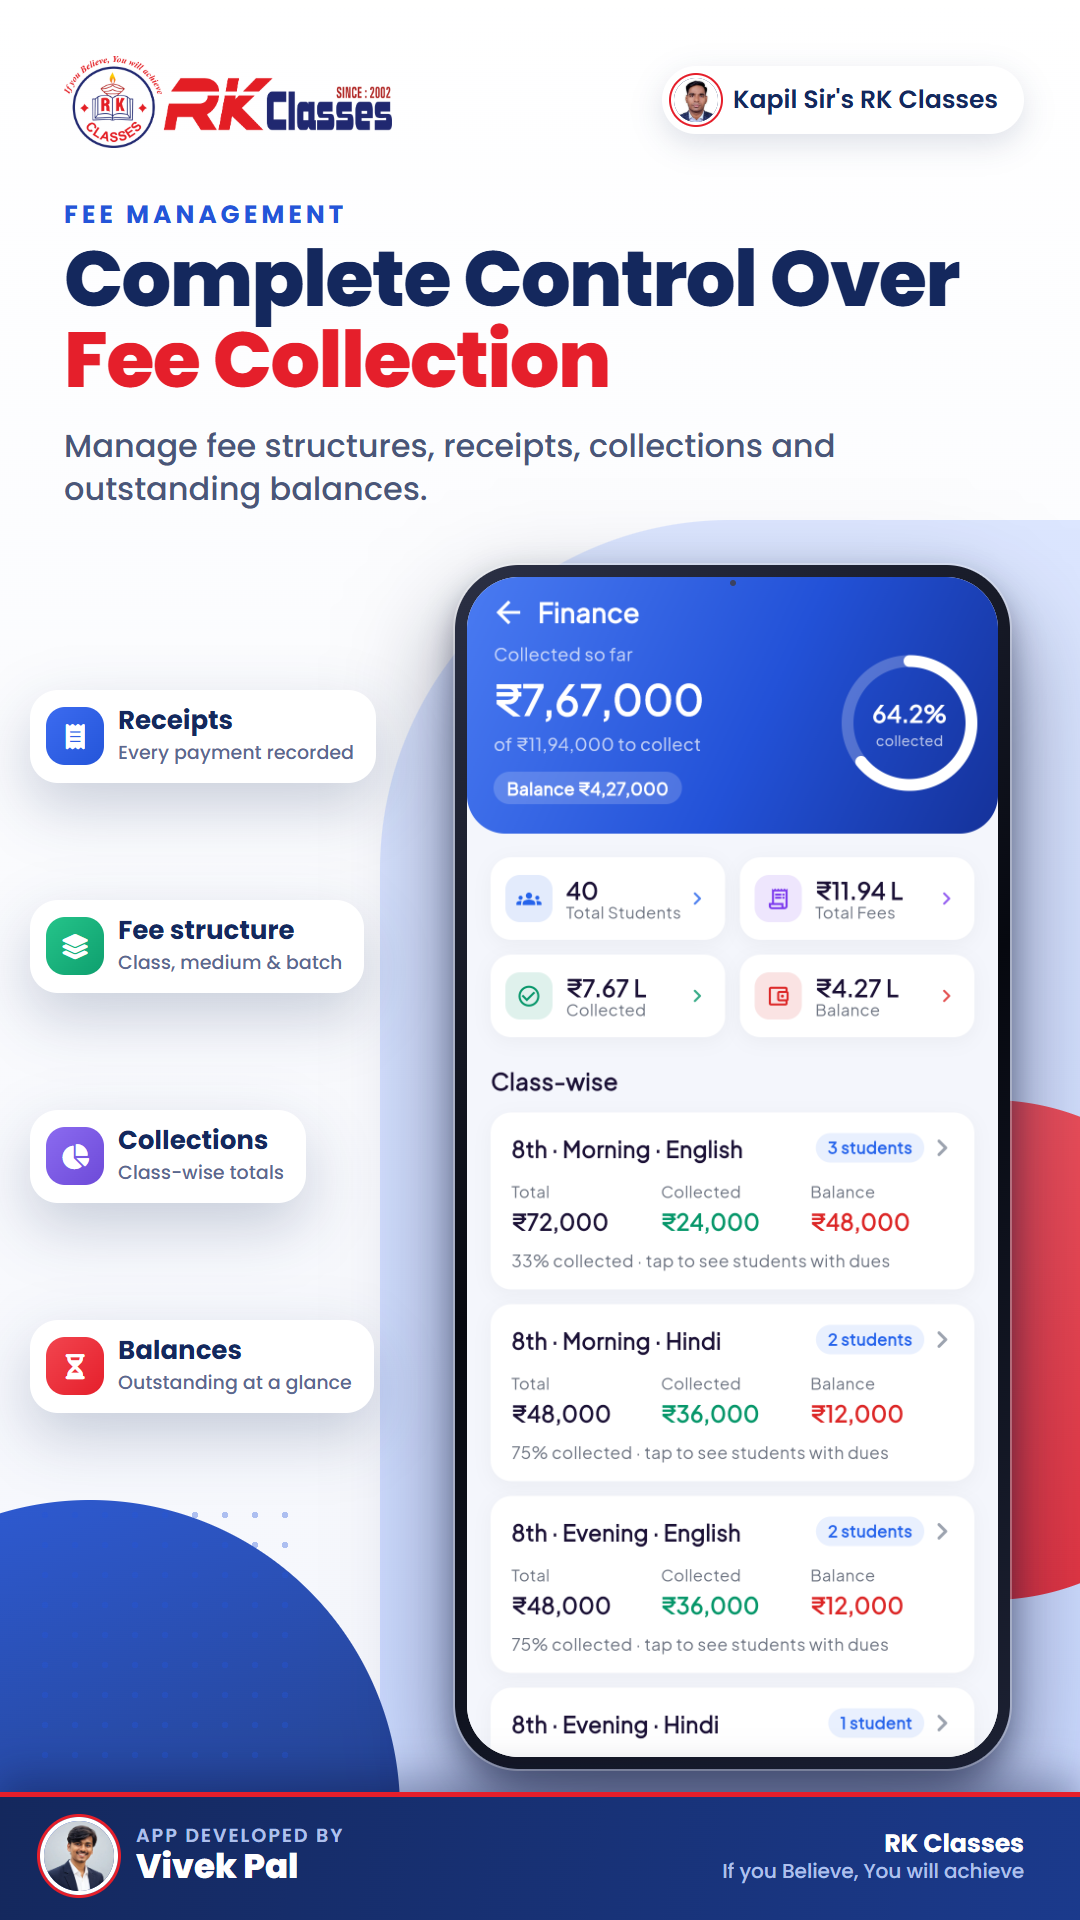 If you Believe, You will achieve
RK
CLASSES
RK Classes
SINCE : 2002
Kapil Sir's RK Classes
FEE MANAGEMENT
Complete Control Over
Fee Collection
Manage fee structures, receipts, collections and
outstanding balances.
Receipts
Every payment recorded
Fee structure
Class, medium & batch
Collections
Class-wise totals
Balances
Outstanding at a glance
Finance
Collected so far
₹7,67,000
of ₹11,94,000 to collect
Balance ₹4,27,000
64.2%
collected
40
Total Students
₹11.94 L
Total Fees
₹7.67 L
Collected
₹4.27 L
Balance
Class-wise
8th · Morning · English 3 students
Total Collected Balance
₹72,000 ₹24,000 ₹48,000
33% collected · tap to see students with dues
8th · Morning · Hindi 2 students
Total Collected Balance
₹48,000 ₹36,000 ₹12,000
75% collected · tap to see students with dues
8th · Evening · English 2 students
Total Collected Balance
₹48,000 ₹36,000 ₹12,000
75% collected · tap to see students with dues
8th · Evening · Hindi 1 student
APP DEVELOPED BY
Vivek Pal
RK Classes
If you Believe, You will achieve